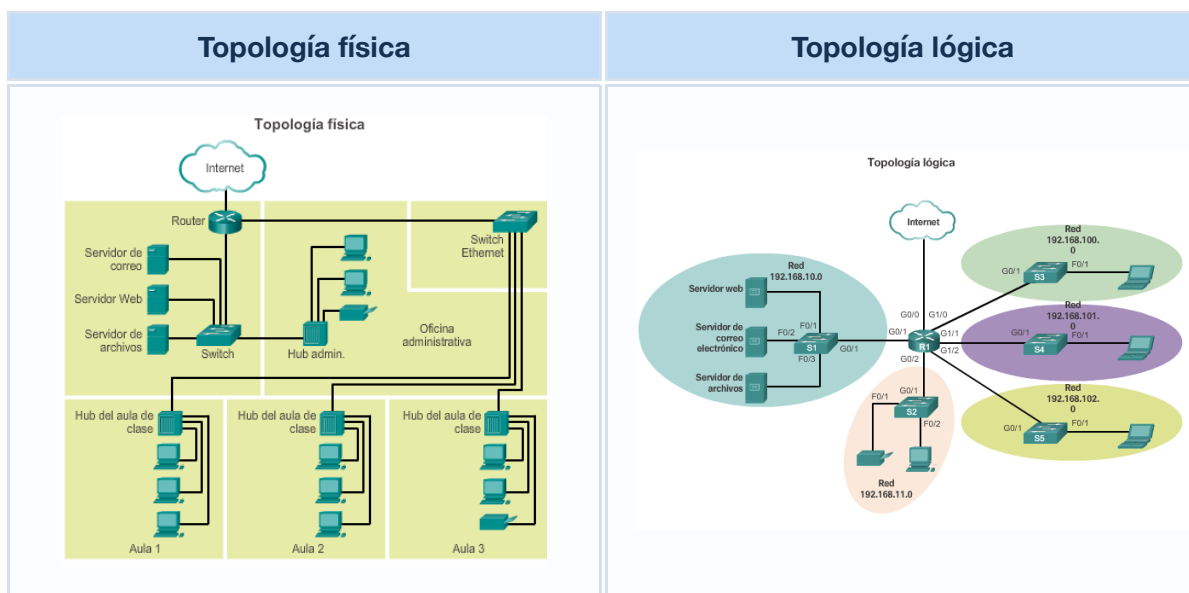 Topología física
Topología lógica
Topología física
Internet
Router
Servidor de
correo
Servidor Web
Servidor de
archivos
Switch
Hub admin.
Switch
Ethernet
Oficina
administrativa
Hub del aula de
clase
Hub del aula de
clase
Hub del aula de
clase
Aula 1
Aula 2
Aula 3
Topología lógica
Internet
Red
192.168.10.0
Servidor web
Servidor de
correo
electrónico
Servidor de
archivos
F0/1
F0/2
F0/3
S1
G0/1
G0/0
G1/0
G0/1
G1/1
R1
G1/2
G0/2
Red
192.168.100.
0
G0/1
F0/1
S3
Red
192.168.101.
0
G0/1
F0/1
S4
Red
192.168.102.
0
G0/1
F0/1
S5
F0/1
G0/1
S2
F0/2
Red
192.168.11.0